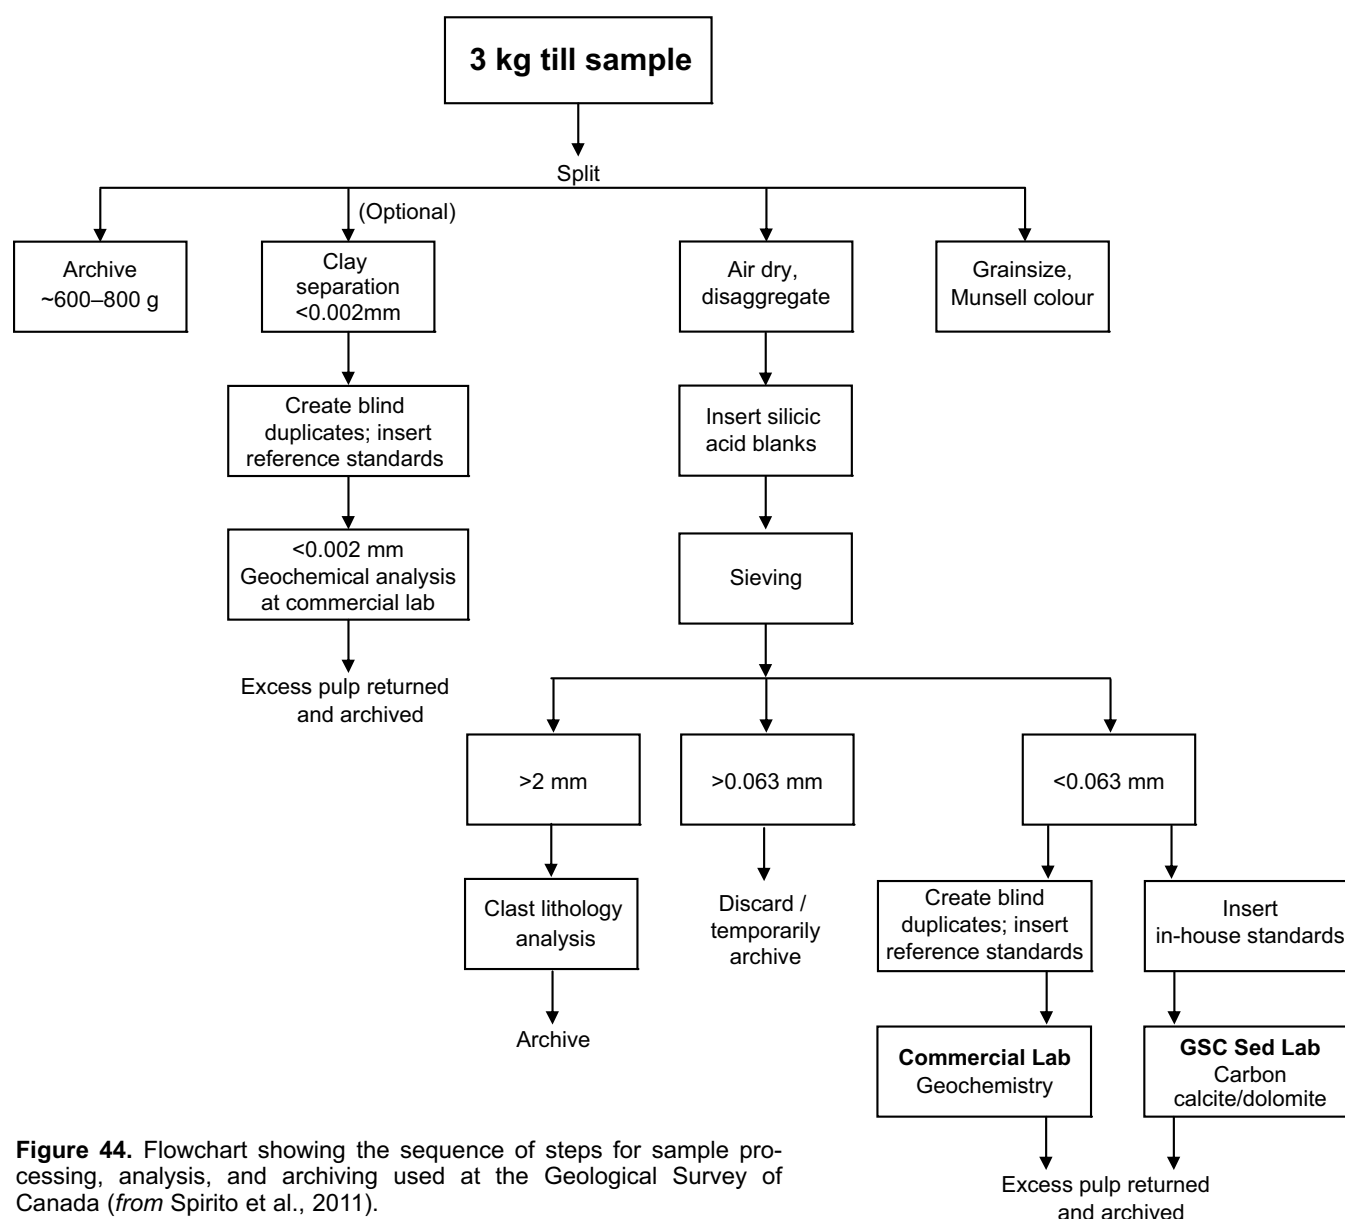 3 kg till sample
Split
(Optional)
Archive
~600–800 g
Clay
separation
<0.002mm
Air dry,
disaggregate
Grainsize,
Munsell colour
Create blind
duplicates; insert
reference standards
Insert silicic
acid blanks
<0.002 mm
Geochemical analysis
at commercial lab
Sieving
Excess pulp returned
and archived
>2 mm
>0.063 mm
<0.063 mm
Clast lithology
analysis
Discard /
temporarily
archive
Create blind
duplicates; insert
reference standards
Insert
in-house standards
Archive
Commercial Lab
Geochemistry
GSC Sed Lab
Carbon
calcite/dolomite
Excess pulp returned
and archived
Figure 44. Flowchart showing the sequence of steps for sample pro-
cessing, analysis, and archiving used at the Geological Survey of
Canada (from Spirito et al., 2011).